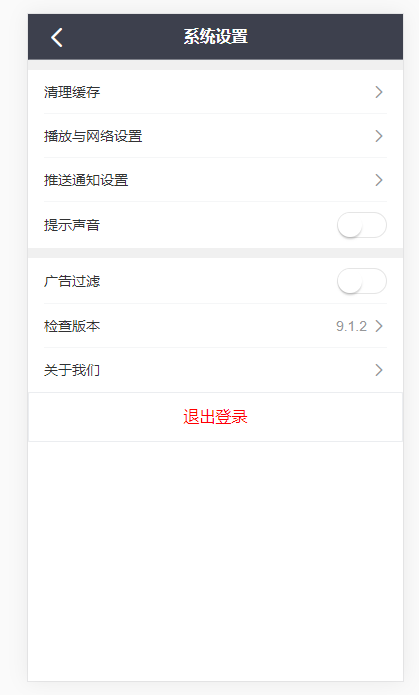 系统设置
清理缓存
播放与网络设置
推送通知设置
提示声音
广告过滤
检查版本 9.1.2
关于我们
退出登录